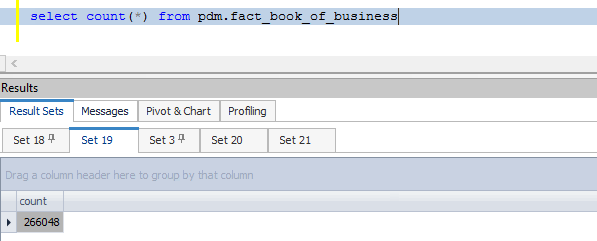 select count(*) from pdm.fact_book_of_business
Results
Result Sets Messages Pivot & Chart Profiling
Set 18 Set 19 Set 3 Set 20 Set 21
Drag a column header here to group by that column
count
266048